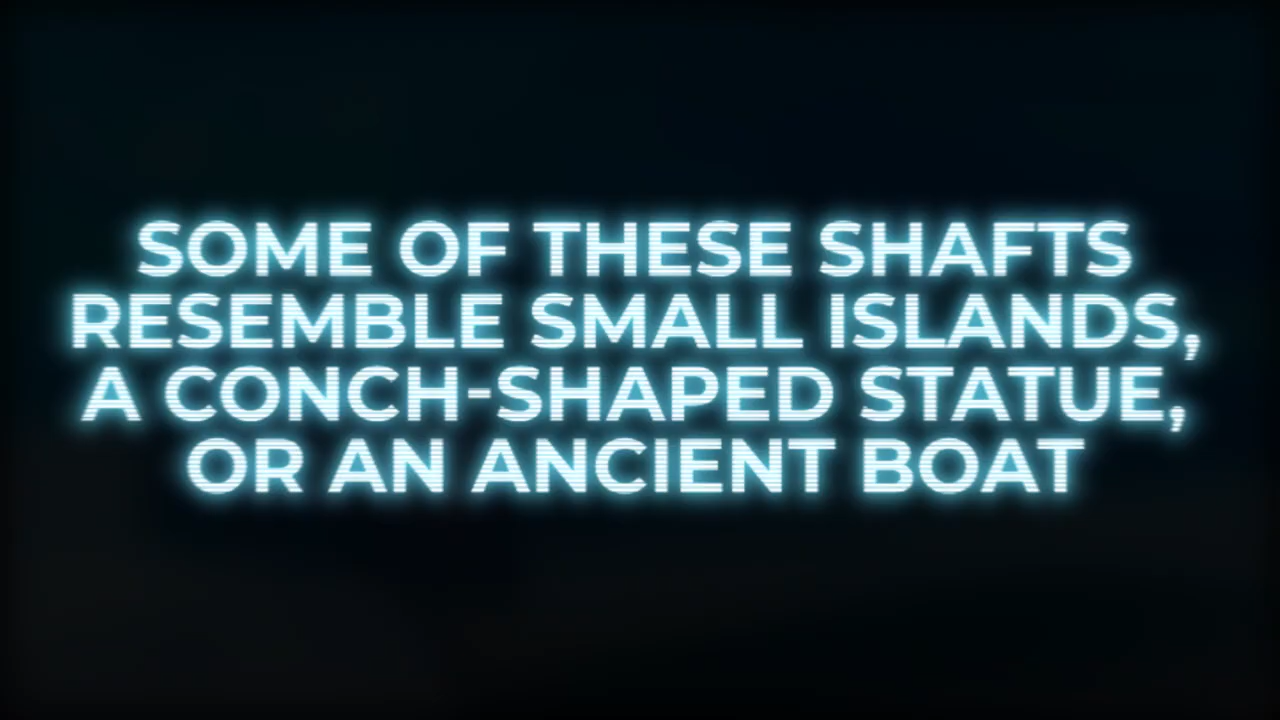 SOME OF THESE SHAFTS
RESEMBLE SMALL ISLANDS,
A CONCH-SHAPED STATUE,
OR AN ANCIENT BOAT